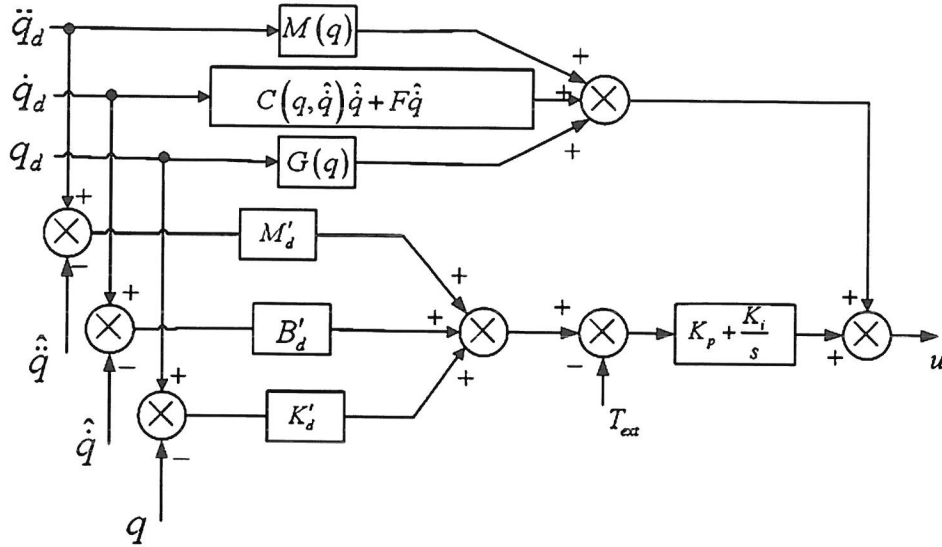 q̈_d
M(q)
+
q̇_d
C(q, q̇̂)q̇̂ + Fq̇̂
+
q_d
G(q)
+
+
M'_d
−
+
+
+
B'_d
+
+
K_p + K_i/s
+
−
−
+
u
q̈̂
+
K'_d
T_ext
q̇̂
−
q